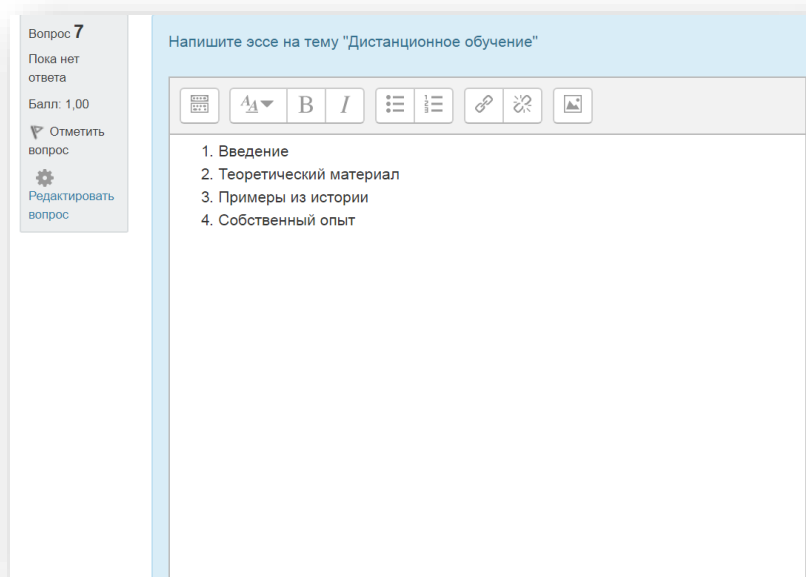 Вопрос 7
Пока нет
ответа
Балл: 1,00
Отметить
вопрос
Редактировать
вопрос
Напишите эссе на тему "Дистанционное обучение"
1. Введение
2. Теоретический материал
3. Примеры из истории
4. Собственный опыт